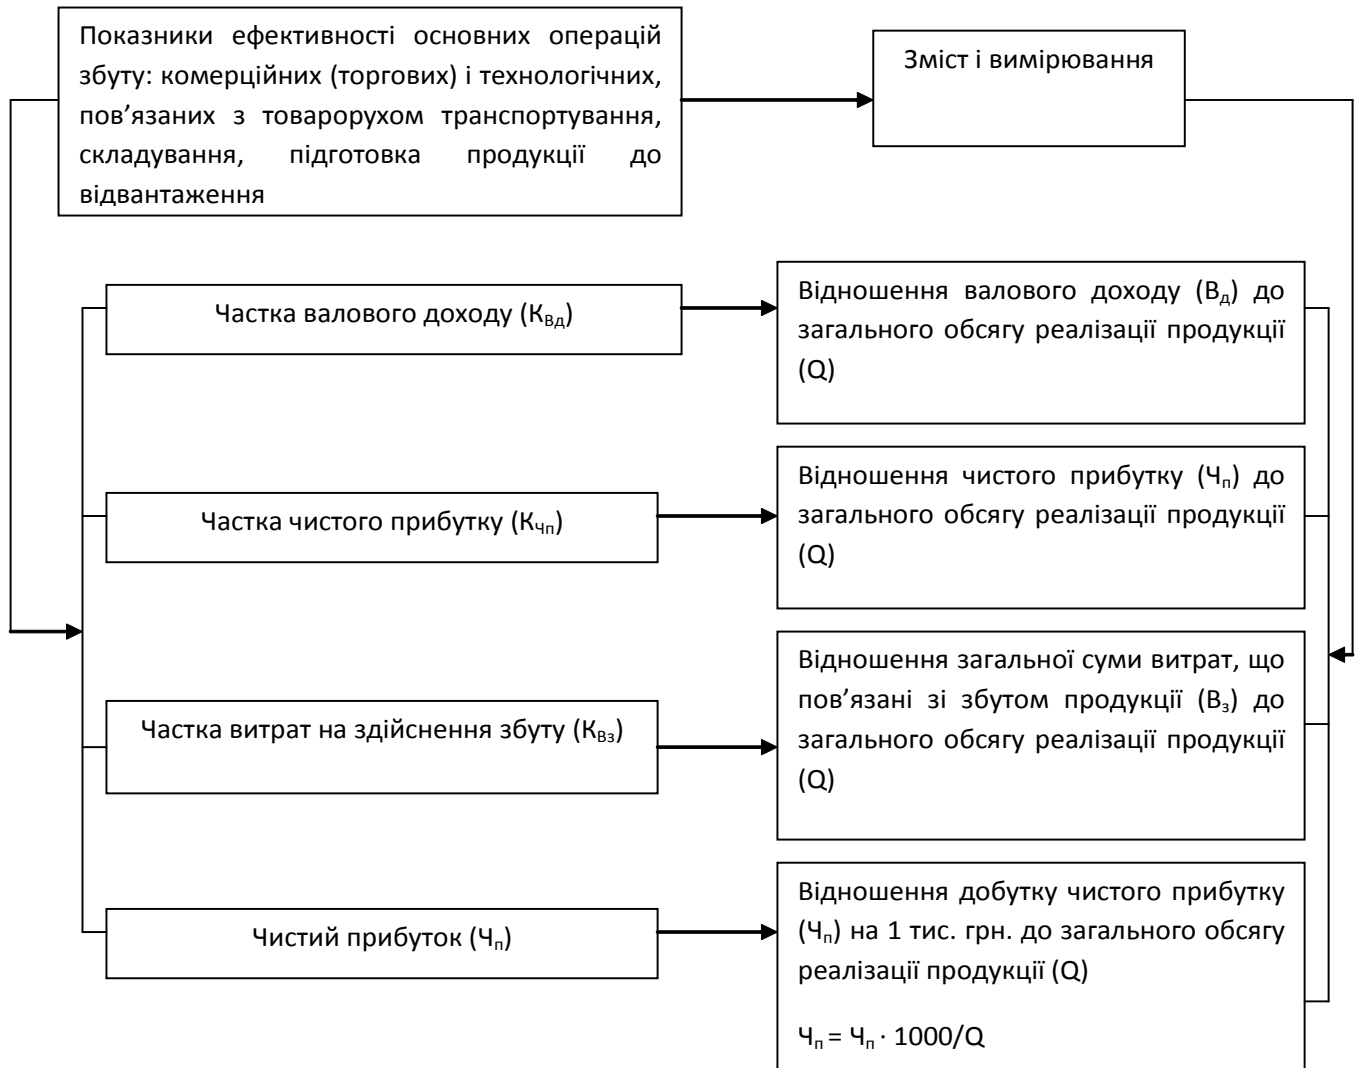 Показники ефективності основних операцій
збуту: комерційних (торгових) і технологічних,
пов’язаних з товарорухом транспортування,
складування, підготовка продукції до
відвантаження
Зміст і вимірювання
Частка валового доходу (КВд)
Відношення валового доходу (Вд) до
загального обсягу реалізації продукції
(Q)
Частка чистого прибутку (КЧп)
Відношення чистого прибутку (Чп) до
загального обсягу реалізації продукції
(Q)
Частка витрат на здійснення збуту (КВз)
Відношення загальної суми витрат, що
пов’язані зі збутом продукції (Вз) до
загального обсягу реалізації продукції
(Q)
Чистий прибуток (Чп)
Відношення добутку чистого прибутку
(Чп) на 1 тис. грн. до загального обсягу
реалізації продукції (Q)
Чп = Чп · 1000/Q